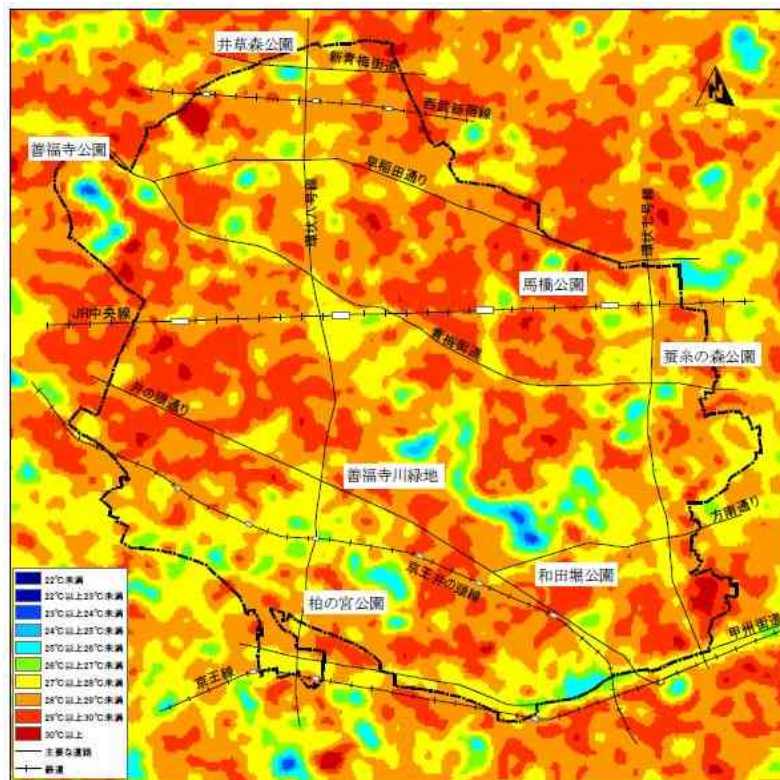 井草森公園
新青梅街道
西武新宿線
N
善福寺公園
早稲田通り
環状八号線
環状七号線
馬橋公園
JR中央線
青梅街道
蚕糸の森公園
井の頭通り
善福寺川緑地
方南通り
和田堀公園
京王井の頭線
柏の宮公園
甲州街道
京王線
22℃未満
22℃以上23℃未満
23℃以上24℃未満
24℃以上25℃未満
25℃以上26℃未満
26℃以上27℃未満
27℃以上28℃未満
28℃以上29℃未満
29℃以上30℃未満
30℃以上
主要な道路
鉄道